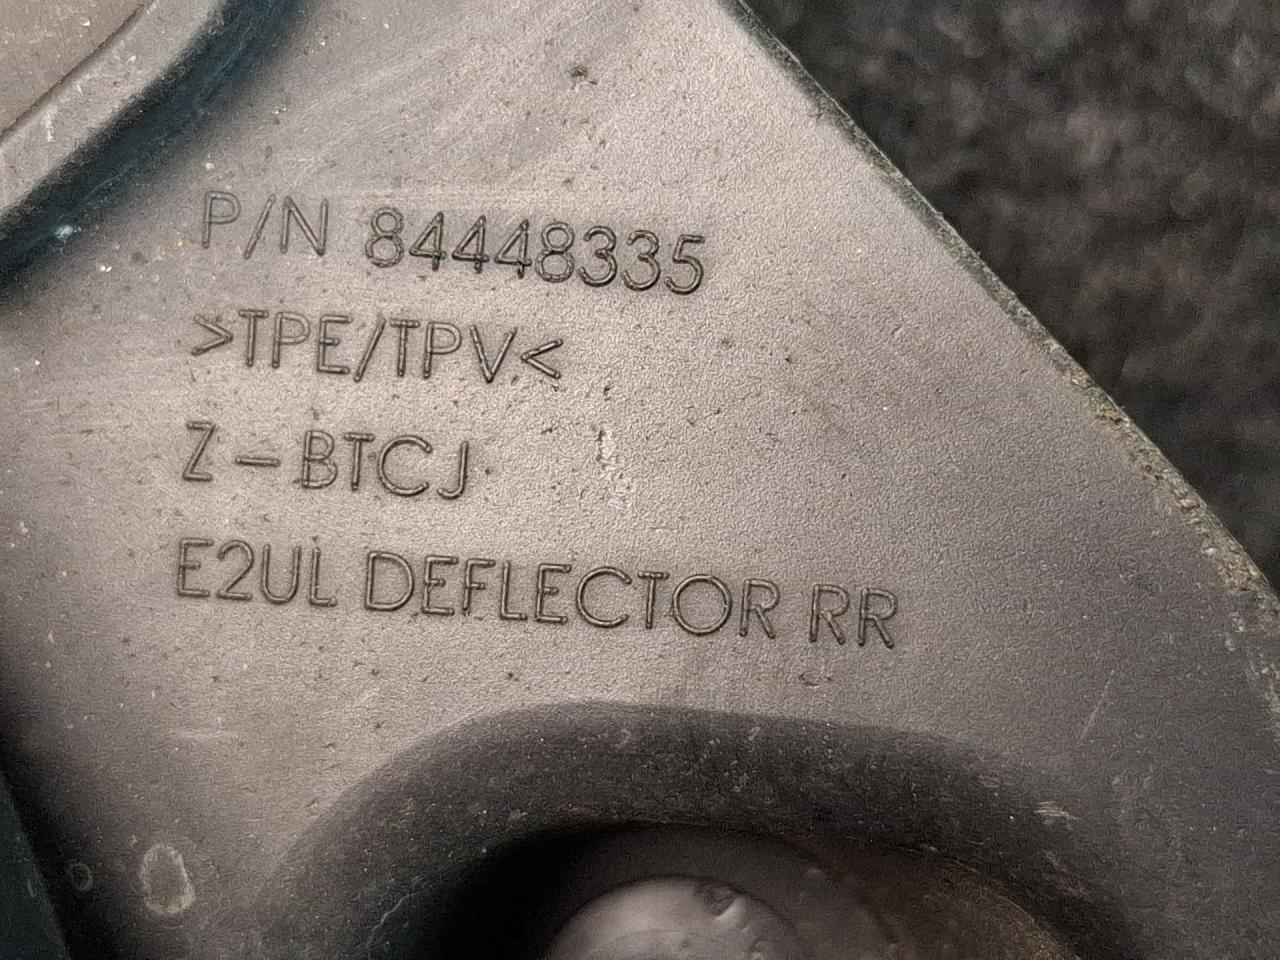 P/N 84448335
>TPE/TPV<
Z-BTCJ
E2UL DEFLECTOR RR